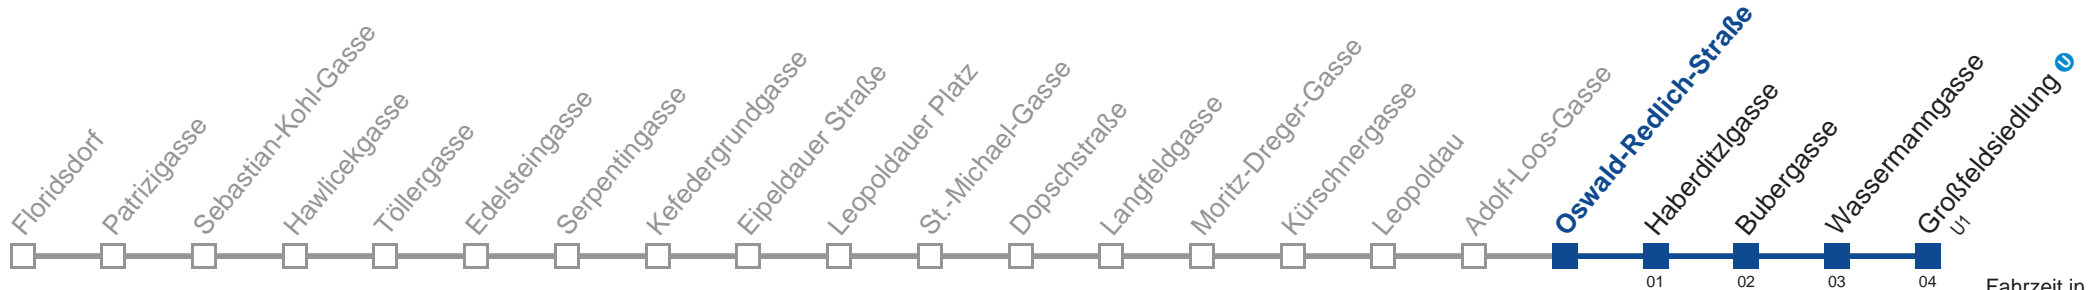 Floridsdorf
Patrizigasse
Sebastian-Kohl-Gasse
Hawlicekgasse
Töllergasse
Edelsteingasse
Serpentingasse
Kefedergrundgasse
Eipeldauer Straße
Leopoldauer Platz
St.-Michael-Gasse
Dopschstraße
Langfeldgasse
Moritz-Dreger-Gasse
Kürschnergasse
Leopoldau
Adolf-Loos-Gasse
Oswald-Redlich-Straße
Haberditzlgasse
Bubergasse
Wassermanngasse
Großfeldsiedlung U
U1
01 02 03 04
Fahrzeit in